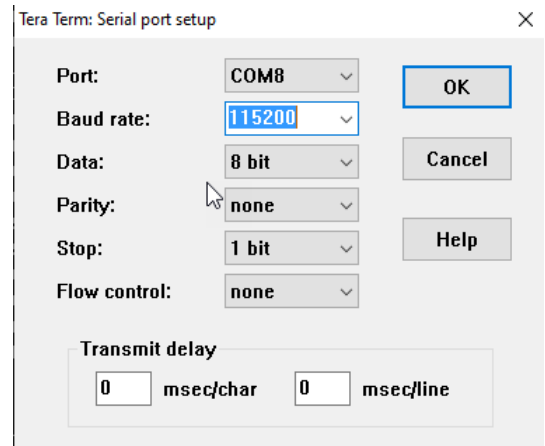 Tera Term: Serial port setup
Port: COM8 OK
Baud rate: 115200
Data: 8 bit Cancel
Parity: none
Stop: 1 bit Help
Flow control: none
Transmit delay
0 msec/char 0 msec/line